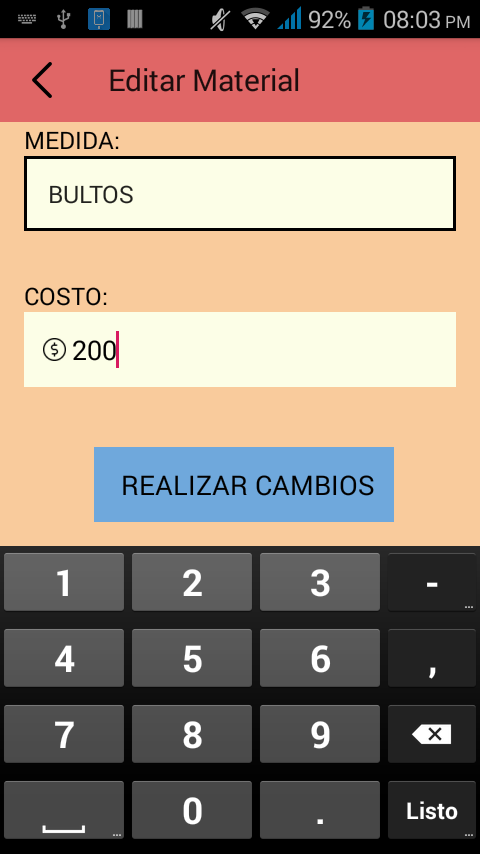 92% 08:03 PM
Editar Material
MEDIDA:
BULTOS
COSTO:
$ 200
REALIZAR CAMBIOS
1 2 3 -
4 5 6 ,
7 8 9
0 . Listo